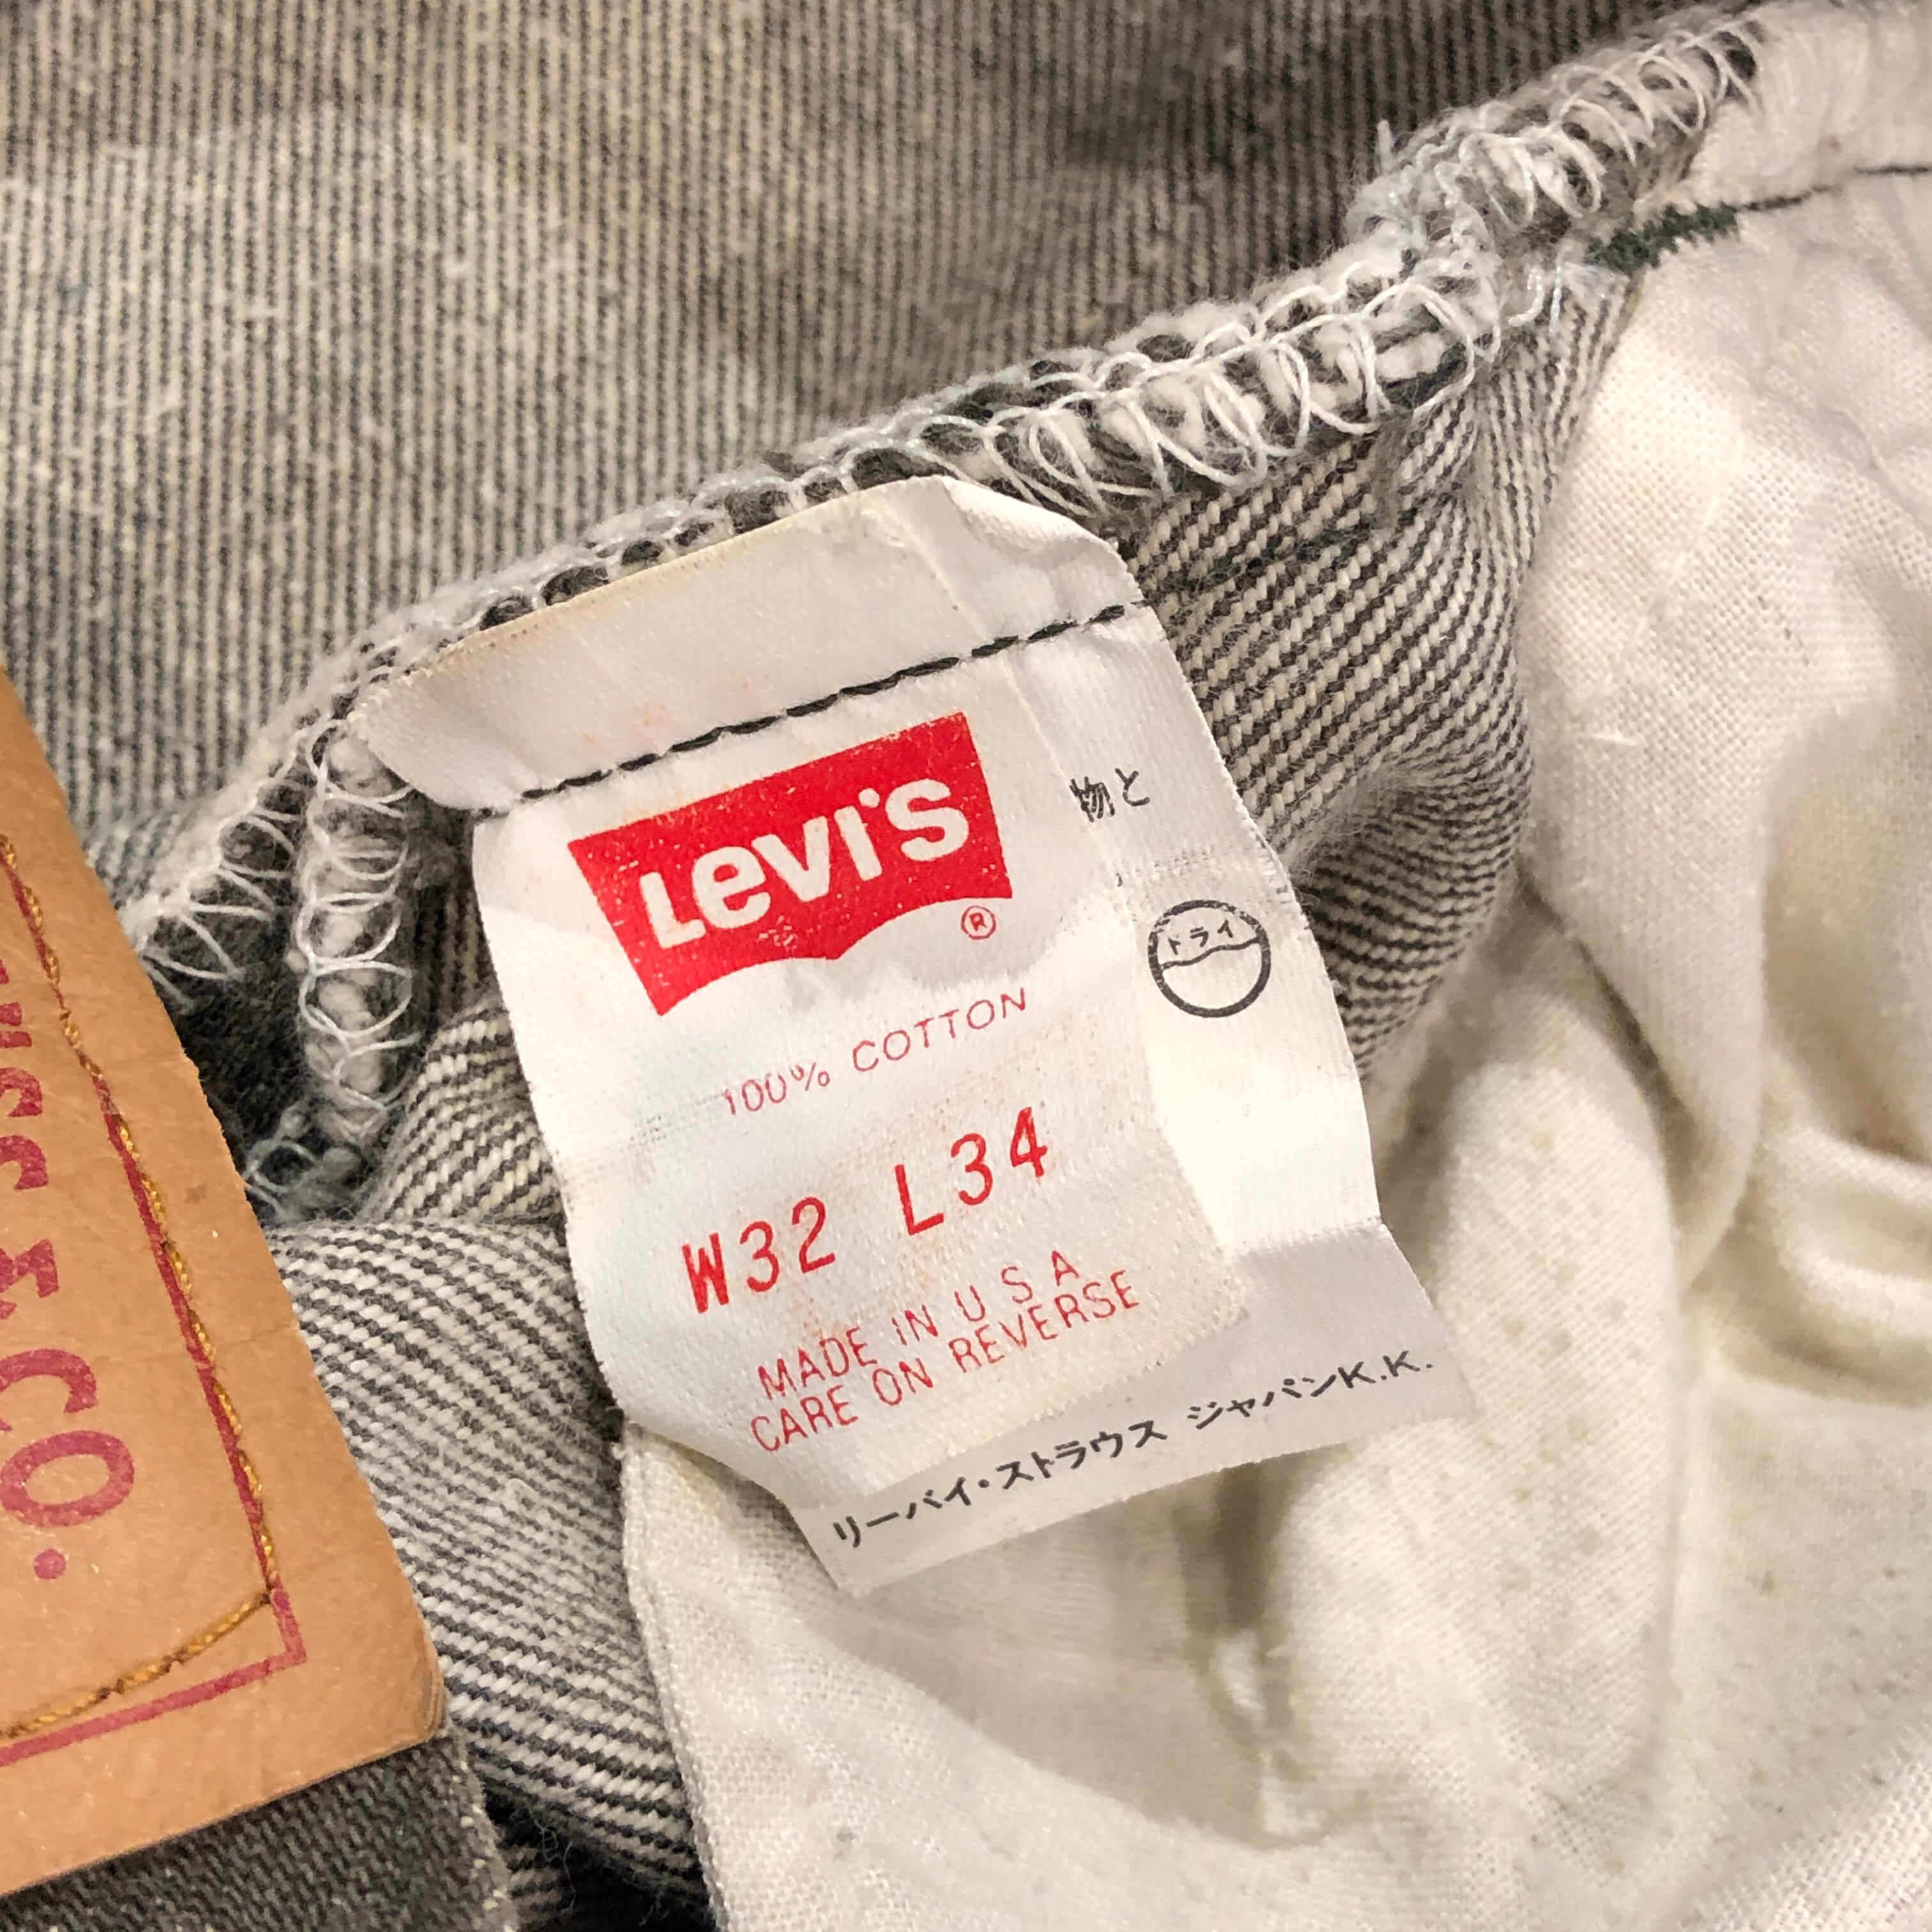 Levi's
®
100% COTTON
W32 L34
MADE IN U S A
CARE ON REVERSE
物と
ドライ
リーバイ・ストラウス ジャパンK.K.
& CO.